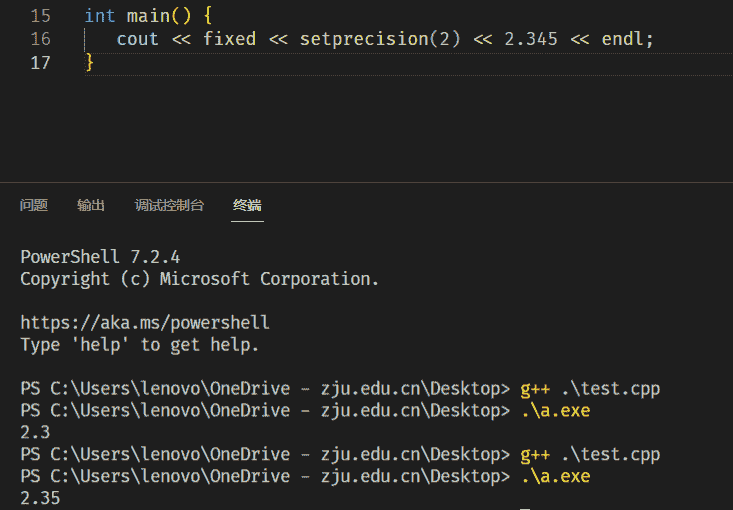 15 int main() {
16 cout << fixed << setprecision(2) << 2.345 << endl;
17 }
问题 输出 调试控制台 终端
PowerShell 7.2.4
Copyright (c) Microsoft Corporation.
https://aka.ms/powershell
Type 'help' to get help.
PS C:\Users\lenovo\OneDrive - zju.edu.cn\Desktop> g++ .\test.cpp
PS C:\Users\lenovo\OneDrive - zju.edu.cn\Desktop> .\a.exe
2.3
PS C:\Users\lenovo\OneDrive - zju.edu.cn\Desktop> g++ .\test.cpp
PS C:\Users\lenovo\OneDrive - zju.edu.cn\Desktop> .\a.exe
2.35